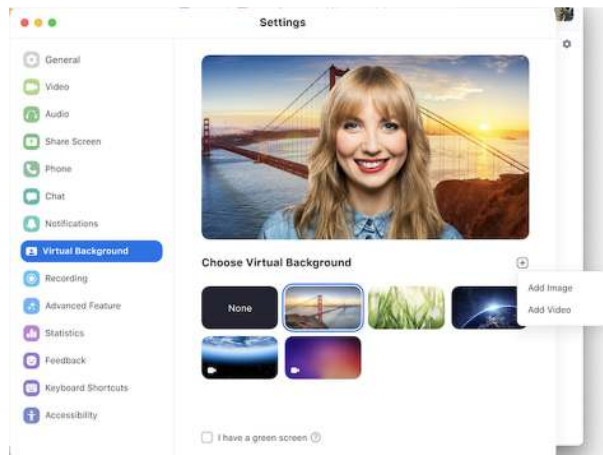 Settings
General
Video
Audio
Share Screen
Phone
Chat
Notifications
Virtual Background
Recording
Advanced Feature
Statistics
Feedback
Keyboard Shortcuts
Accessibility
Choose Virtual Background
Add Image
Add Video
None
I have a green screen